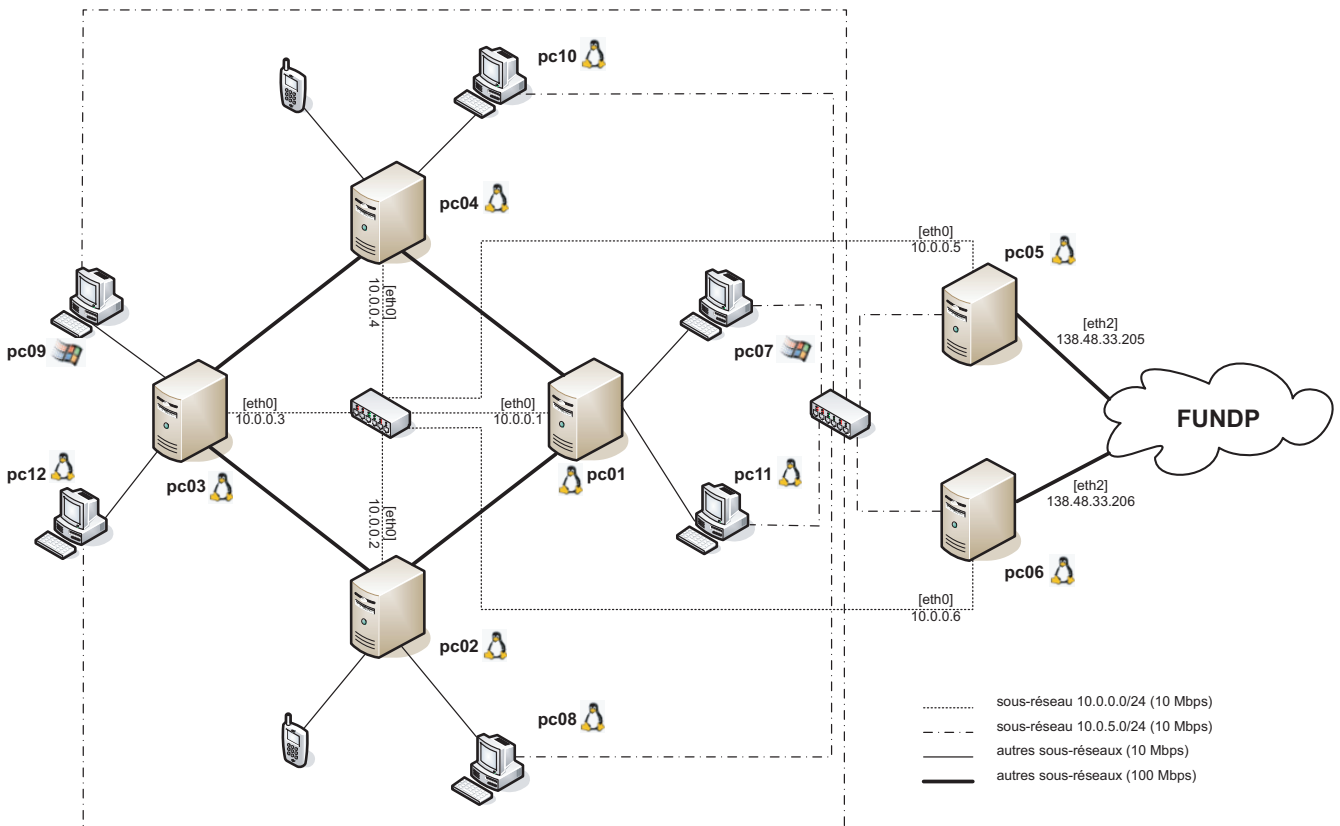 pc10
pc04
[eth0]
10.0.0.5
pc05
[eth0]
10.0.0.4
[eth2]
138.48.33.205
pc09
pc07
[eth0]
10.0.0.3
[eth0]
10.0.0.1
FUNDP
pc12
pc03
pc01
pc11
[eth2]
138.48.33.206
[eth0]
10.0.0.2
pc06
[eth0]
10.0.0.6
pc02
pc08
sous-réseau 10.0.0.0/24 (10 Mbps)
sous-réseau 10.0.5.0/24 (10 Mbps)
autres sous-réseaux (10 Mbps)
autres sous-réseaux (100 Mbps)